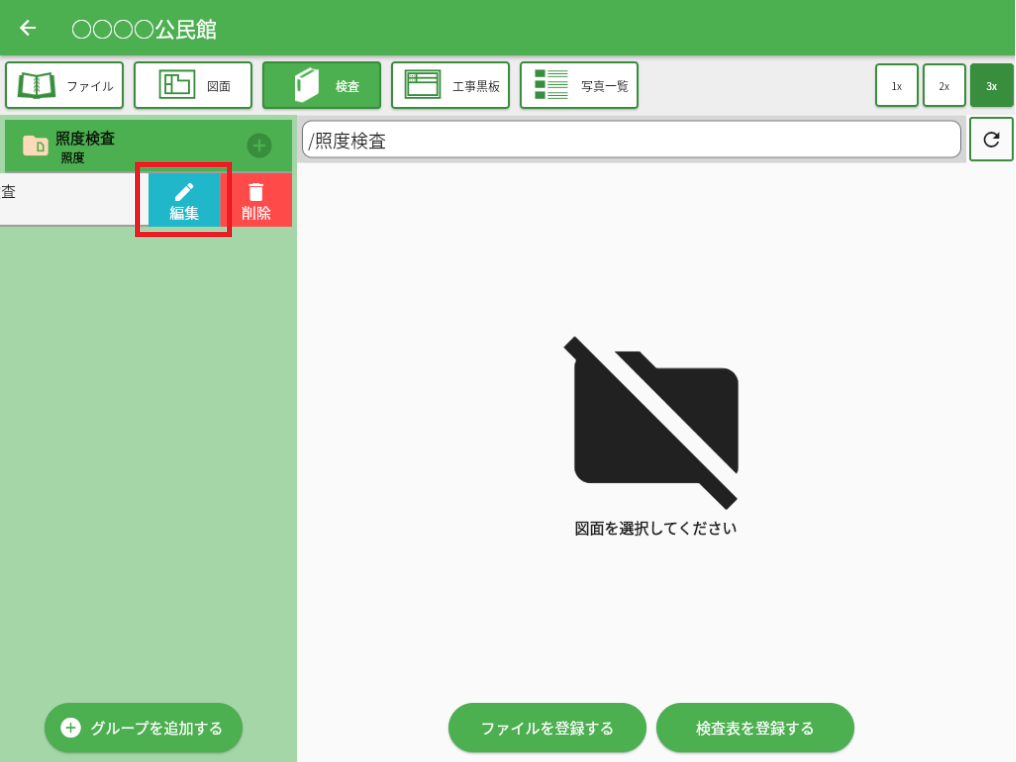 ○○○○公民館
ファイル
図面
検査
工事黒板
写真一覧
1x
2x
3x
照度検査
照度
/照度検査
査
編集
削除
図面を選択してください
グループを追加する
ファイルを登録する
検査表を登録する